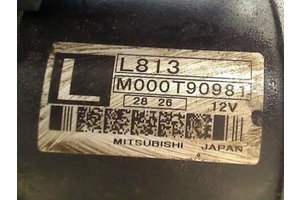 L
L813
M000T90981
28 26 12V
MITSUBISHI JAPAN